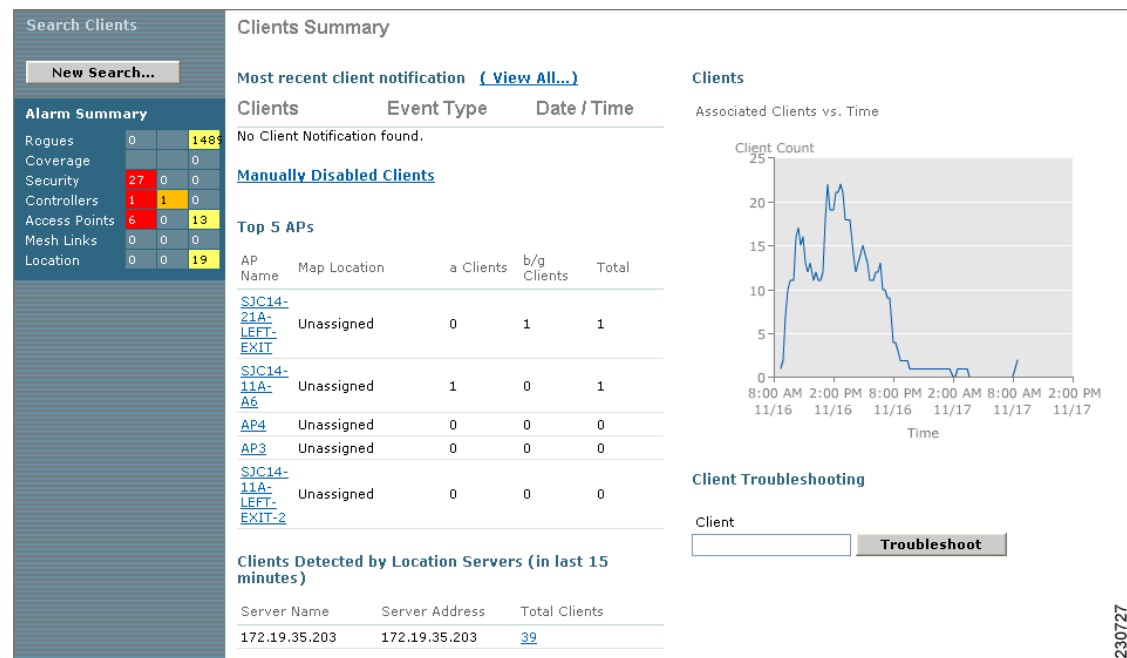 Search Clients
New Search...
Alarm Summary
Rogues 0 1489
Coverage 0
Security 27 0 0
Controllers 1 1 0
Access Points 6 0 13
Mesh Links 0 0 0
Location 0 0 19
Clients Summary
Most recent client notification ( View All...)
Clients Event Type Date / Time
No Client Notification found.
Manually Disabled Clients
Top 5 APs
AP Name Map Location a Clients b/g Clients Total
SJC14-
21A-
LEFT-
EXIT
Unassigned 0 1 1
SJC14-
11A-
A6
Unassigned 1 0 1
AP4 Unassigned 0 0 0
AP3 Unassigned 0 0 0
SJC14-
11A-
LEFT-
EXIT-2
Unassigned 0 0 0
Clients Detected by Location Servers (in last 15
minutes)
Server Name Server Address Total Clients
172.19.35.203 172.19.35.203 39
Clients
Associated Clients vs. Time
Client Count
25
20
15
10
5
0
8:00 AM 2:00 PM 8:00 PM 2:00 AM 8:00 AM 2:00 PM
11/16 11/16 11/16 11/17 11/17 11/17
Time
Client Troubleshooting
Client
Troubleshoot
230727